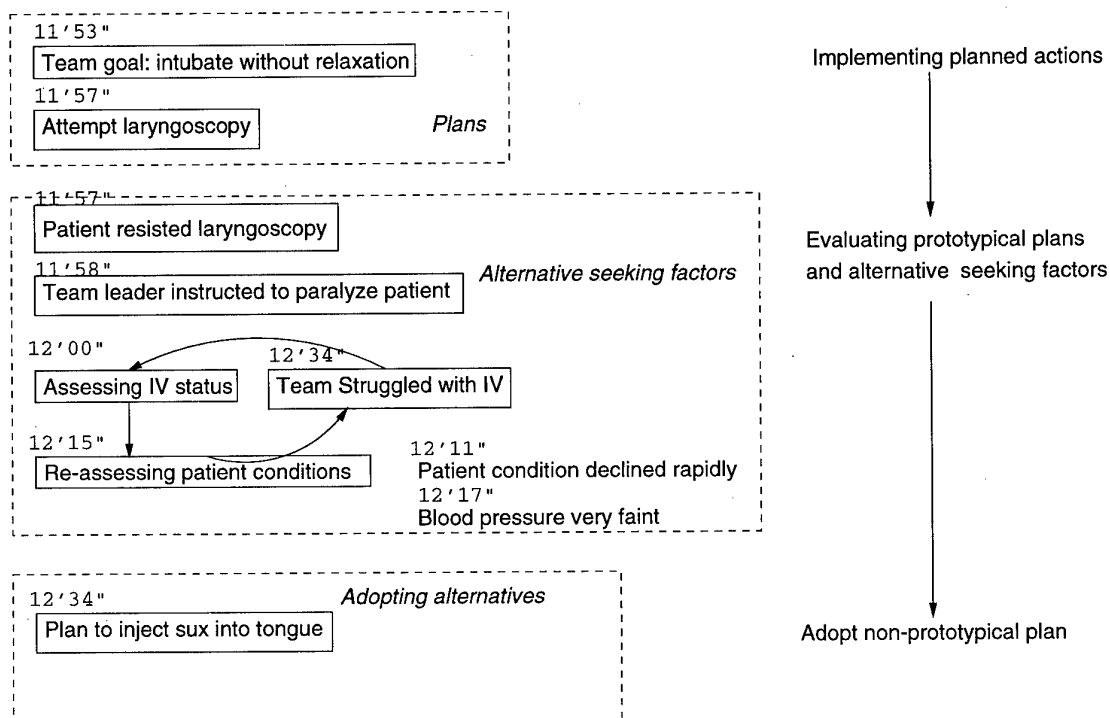 11'53"
Team goal: intubate without relaxation
11'57"
Attempt laryngoscopy
Plans
Implementing planned actions
11'57"
Patient resisted laryngoscopy
11'58"
Team leader instructed to paralyze patient
Alternative seeking factors
Evaluating prototypical plans
and alternative seeking factors
12'00"
Assessing IV status
12'34"
Team Struggled with IV
12'15"
Re-assessing patient conditions
12'11"
Patient condition declined rapidly
12'17"
Blood pressure very faint
12'34"
Adopting alternatives
Plan to inject sux into tongue
Adopt non-prototypical plan